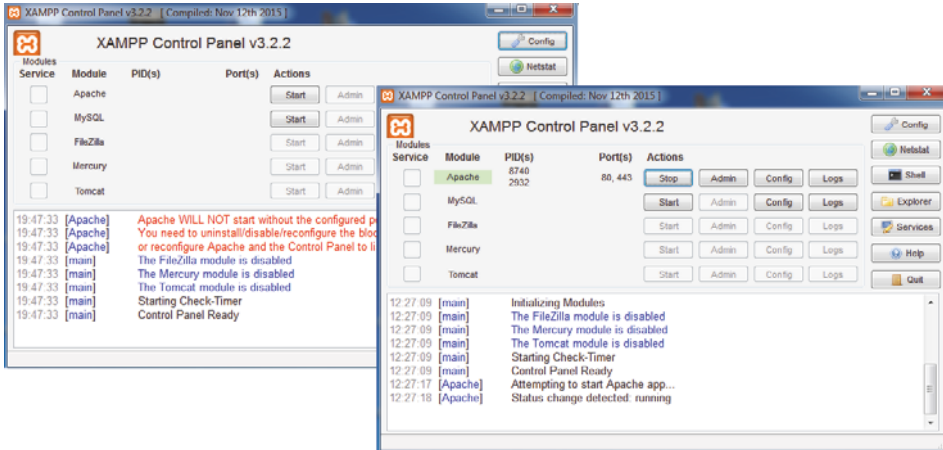 XAMPP Control Panel v3.2.2 [ Compiled: Nov 12th 2015 ]
XAMPP Control Panel v3.2.2
Config
Netstat
Modules
Service Module PID(s) Port(s) Actions
Apache Start Admin
MySQL Start Admin
FileZilla Start Admin
Mercury Start Admin
Tomcat Start Admin
19:47:33 [Apache] Apache WILL NOT start without the configured
19:47:33 [Apache] You need to uninstall/disable/reconfigure the
19:47:33 [Apache] or reconfigure Apache and the Control Panel to
19:47:33 [main] The FileZilla module is disabled
19:47:33 [main] The Mercury module is disabled
19:47:33 [main] The Tomcat module is disabled
19:47:33 [main] Starting Check-Timer
19:47:33 [main] Control Panel Ready
XAMPP Control Panel v3.2.2 [ Compiled: Nov 12th 2015 ]
XAMPP Control Panel v3.2.2
Config
Netstat
Shell
Explorer
Services
Help
Quit
Modules
Service Module PID(s) Port(s) Actions
Apache 8740 2932 80, 443 Stop Admin Config Logs
MySQL Start Admin Config Logs
FileZilla Start Admin Config Logs
Mercury Start Admin Config Logs
Tomcat Start Admin Config Logs
12:27:09 [main] Initializing Modules
12:27:09 [main] The FileZilla module is disabled
12:27:09 [main] The Mercury module is disabled
12:27:09 [main] The Tomcat module is disabled
12:27:09 [main] Starting Check-Timer
12:27:09 [main] Control Panel Ready
12:27:17 [Apache] Attempting to start Apache app...
12:27:18 [Apache] Status change detected: running